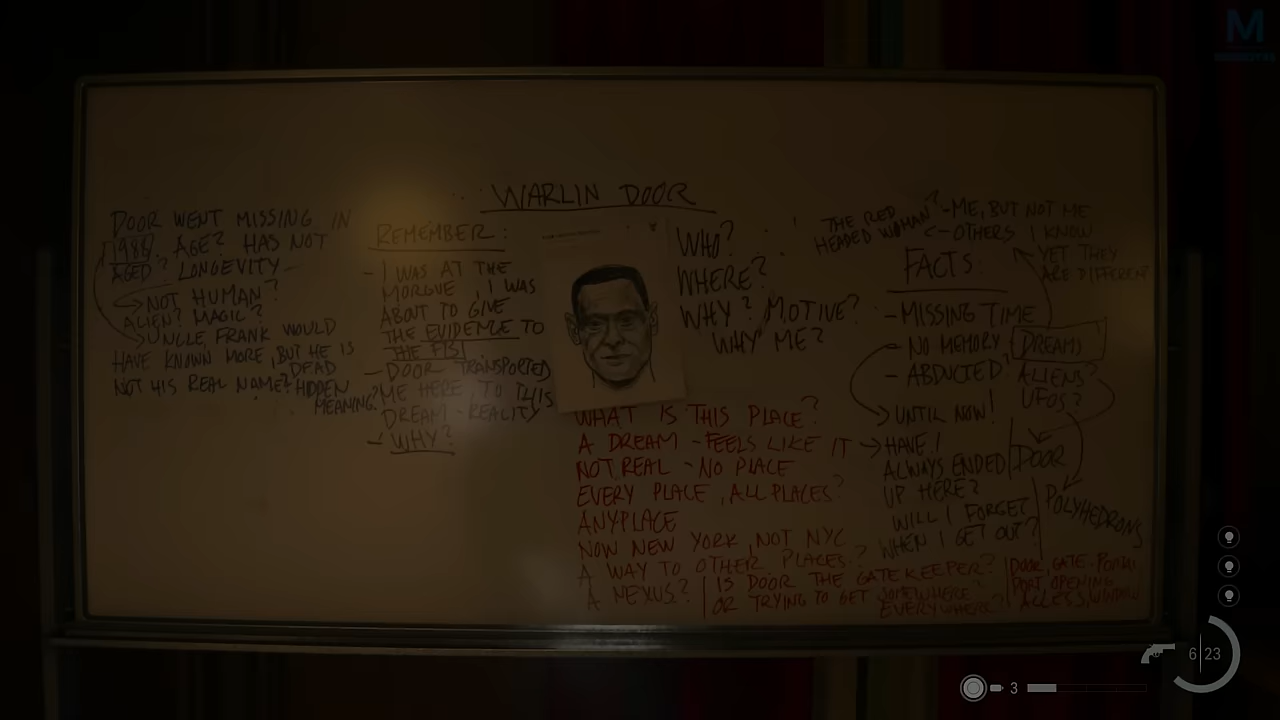 WARLIN DOOR
DOOR WENT MISSING IN
1988, AGE? HAS NOT
AGED? LONGEVITY
NOT HUMAN?
ALIEN? MAGIC?
UNCLE FRANK WOULD
HAVE KNOWN MORE, BUT HE IS
DEAD
NOT HIS REAL NAME? HIDDEN
MEANING?
REMEMBER:
- I WAS AT THE
MORGUE, I WAS
ABOUT TO GIVE
THE EVIDENCE TO
THE FBI
- DOOR TRANSPORTED
ME HERE TO THIS
DREAM-REALITY
- WHY?
WHO?
WHERE?
WHY? MOTIVE?
WHY ME?
THE RED
HEADED WOMAN?
- ME, BUT NOT ME
- OTHERS I KNOW
YET THEY
ARE DIFFERENT
FACTS
- MISSING TIME
- NO MEMORY
- ABDUCTED?
UNTIL NOW!
DREAMS
ALIENS?
UFOS?
DOOR
POLYHEDRONS
WHAT IS THIS PLACE?
A DREAM - FEELS LIKE IT
NOT REAL - NO PLACE
EVERY PLACE, ALL PLACES?
ANYPLACE
NOW NEW YORK, NOT NYC
A WAY TO OTHER PLACES?
A NEXUS?
HAVE I
ALWAYS ENDED
UP HERE?
WILL I FORGET
WHEN I GET OUT?
IS DOOR THE GATEKEEPER?
OR TRYING TO GET SOMEWHERE?
EVERYWHERE?
DOOR, GATE, PORTAL
PORT, OPENING
ACCESS, WINDOW
M
6 23
3